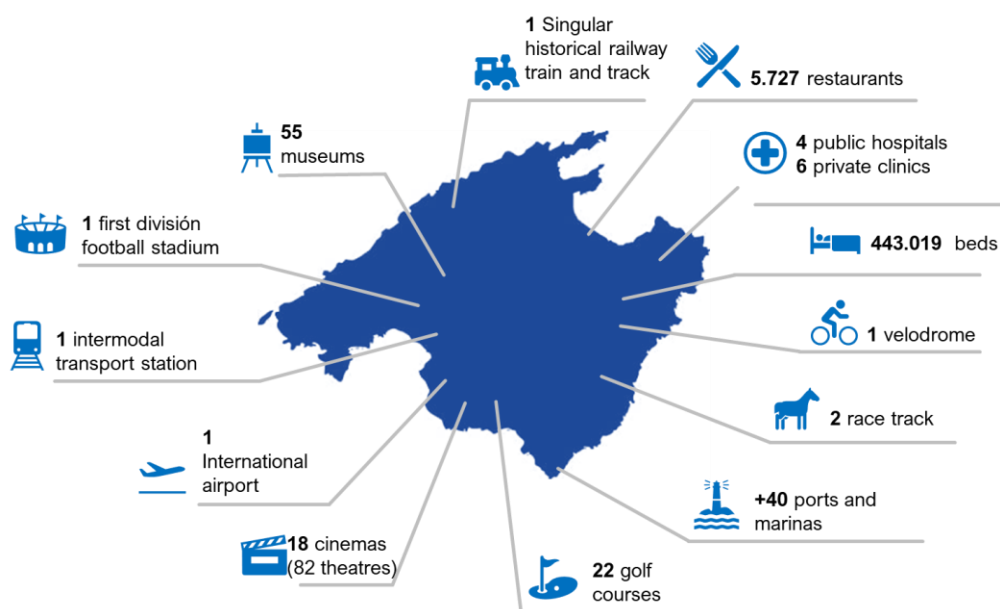 1 Singular
historical railway
train and track
5.727 restaurants
55
museums
4 public hospitals
6 private clinics
1 first división
football stadium
443.019 beds
1 intermodal
transport station
1 velodrome
2 race track
1
International
airport
+40 ports and
marinas
18 cinemas
(82 theatres)
22 golf
courses